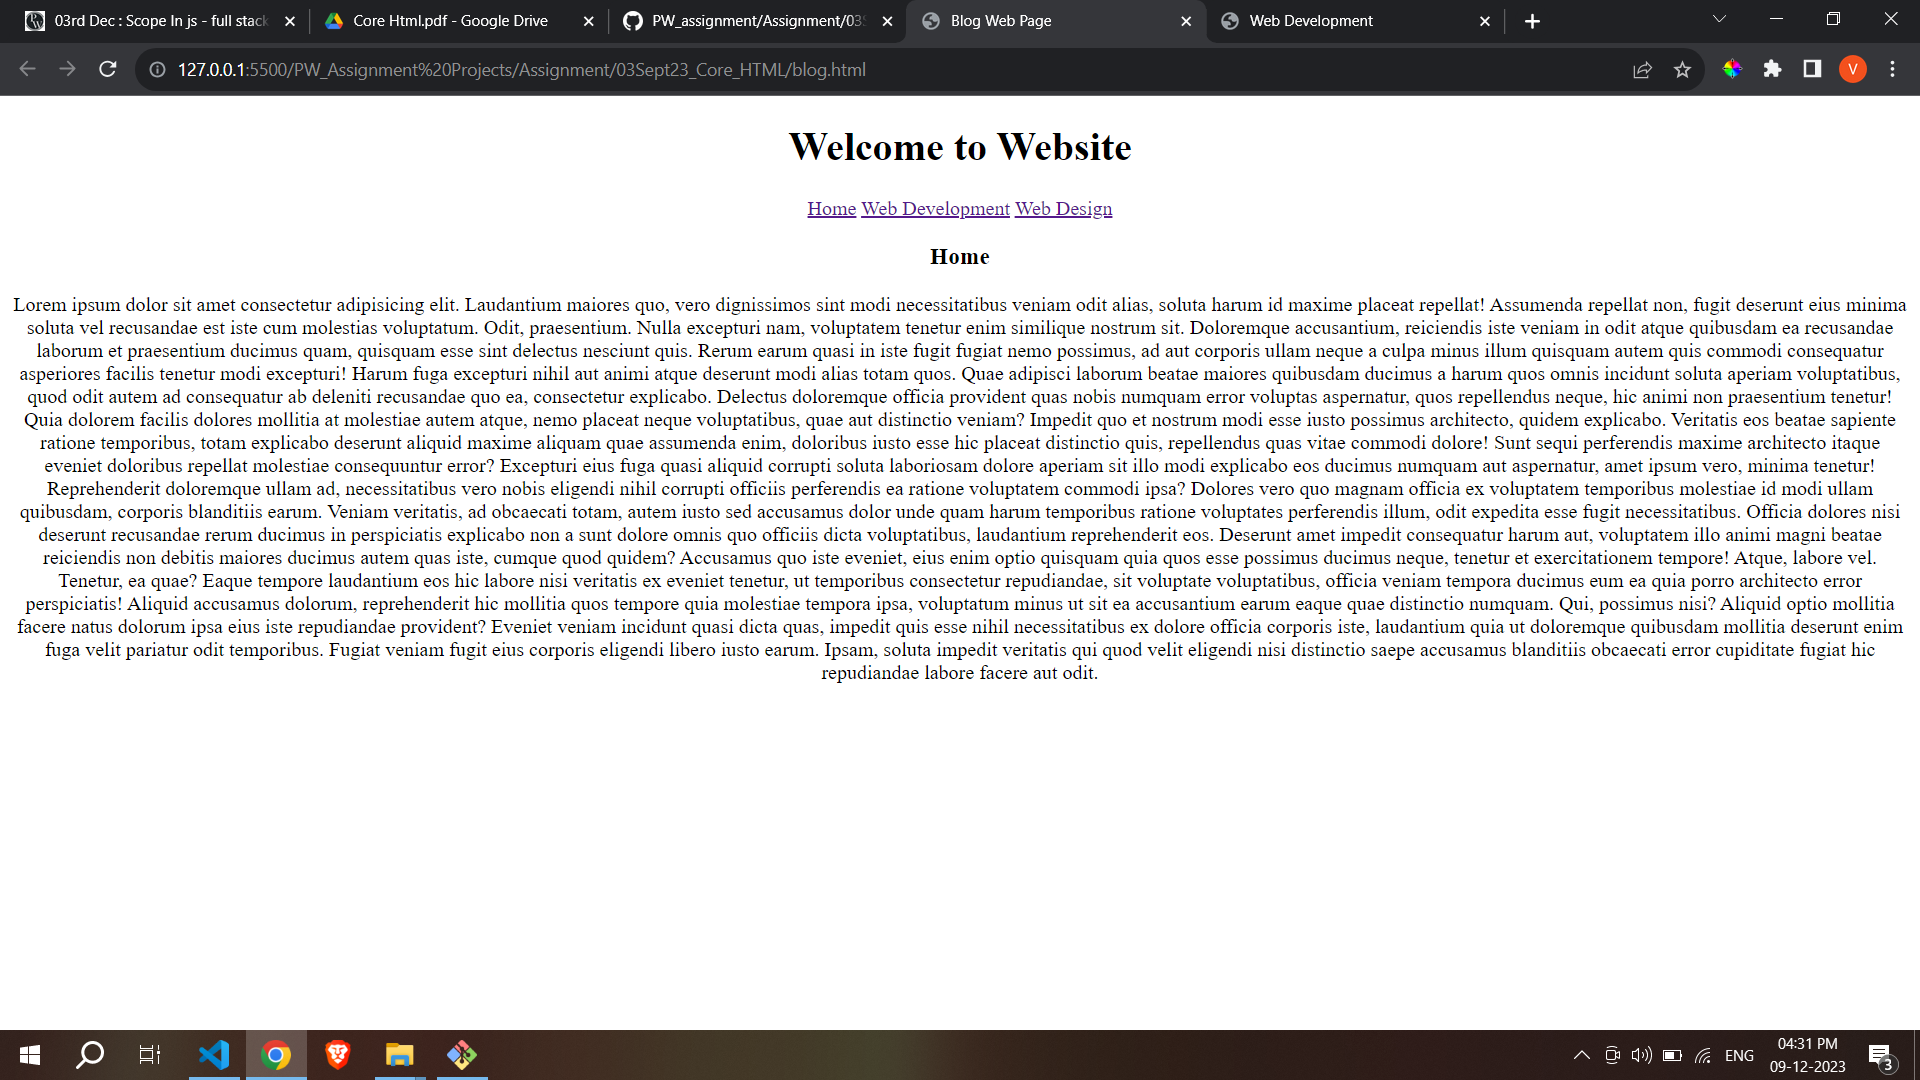 03rd Dec : Scope In js - full stack
Core Html.pdf - Google Drive
PW_assignment/Assignment/03S
Blog Web Page
Web Development
127.0.0.1:5500/PW_Assignment%20Projects/Assignment/03Sept23_Core_HTML/blog.html
V
Welcome to Website
Home Web Development Web Design
Home
Lorem ipsum dolor sit amet consectetur adipisicing elit. Laudantium maiores quo, vero dignissimos sint modi necessitatibus veniam odit alias, soluta harum id maxime placeat repellat! Assumenda repellat non, fugit deserunt eius minima
soluta vel recusandae est iste cum molestias voluptatum. Odit, praesentium. Nulla excepturi nam, voluptatem tenetur enim similique nostrum sit. Doloremque accusantium, reiciendis iste veniam in odit atque quibusdam ea recusandae
laborum et praesentium ducimus quam, quisquam esse sint delectus nesciunt quis. Rerum earum quasi in iste fugit fugiat nemo possimus, ad aut corporis ullam neque a culpa minus illum quisquam autem quis commodi consequatur
asperiores facilis tenetur modi excepturi! Harum fuga excepturi nihil aut animi atque deserunt modi alias totam quos. Quae adipisci laborum beatae maiores quibusdam ducimus a harum quos omnis incidunt soluta aperiam voluptatibus,
quod odit autem ad consequatur ab deleniti recusandae quo ea, consectetur explicabo. Delectus doloremque officia provident quas nobis numquam error voluptas aspernatur, quos repellendus neque, hic animi non praesentium tenetur!
Quia dolorem facilis dolores mollitia at molestiae autem atque, nemo placeat neque voluptatibus, quae aut distinctio veniam? Impedit quo et nostrum modi esse iusto possimus architecto, quidem explicabo. Veritatis eos beatae sapiente
ratione temporibus, totam explicabo deserunt aliquid maxime aliquam quae assumenda enim, doloribus iusto esse hic placeat distinctio quis, repellendus quas vitae commodi dolore! Sunt sequi perferendis maxime architecto itaque
eveniet doloribus repellat molestiae consequuntur error? Excepturi eius fuga quasi aliquid corrupti soluta laboriosam dolore aperiam sit illo modi explicabo eos ducimus numquam aut aspernatur, amet ipsum vero, minima tenetur!
Reprehenderit doloremque ullam ad, necessitatibus vero nobis eligendi nihil corrupti officiis perferendis ea ratione voluptatem commodi ipsa? Dolores vero quo magnam officia ex voluptatem temporibus molestiae id modi ullam
quibusdam, corporis blanditiis earum. Veniam veritatis, ad obcaecati totam, autem iusto sed accusamus dolor unde quam harum temporibus ratione voluptates perferendis illum, odit expedita esse fugit necessitatibus. Officia dolores nisi
deserunt recusandae rerum ducimus in perspiciatis explicabo non a sunt dolore omnis quo officiis dicta voluptatibus, laudantium reprehenderit eos. Deserunt amet impedit consequatur harum aut, voluptatem illo animi magni beatae
reiciendis non debitis maiores ducimus autem quas iste, cumque quod quidem? Accusamus quo iste eveniet, eius enim optio quisquam quia quos esse possimus ducimus neque, tenetur et exercitationem tempore! Atque, labore vel.
Tenetur, ea quae? Eaque tempore laudantium eos hic labore nisi veritatis ex eveniet tenetur, ut temporibus consectetur repudiandae, sit voluptate voluptatibus, officia veniam tempora ducimus eum ea quia porro architecto error
perspiciatis! Aliquid accusamus dolorum, reprehenderit hic mollitia quos tempore quia molestiae tempora ipsa, voluptatum minus ut sit ea accusantium earum eaque quae distinctio numquam. Qui, possimus nisi? Aliquid optio mollitia
facere natus dolorum ipsa eius iste repudiandae provident? Eveniet veniam incidunt quasi dicta quas, impedit quis esse nihil necessitatibus ex dolore officia corporis iste, laudantium quia ut doloremque quibusdam mollitia deserunt enim
fuga velit pariatur odit temporibus. Fugiat veniam fugit eius corporis eligendi libero iusto earum. Ipsam, soluta impedit veritatis qui quod velit eligendi nisi distinctio saepe accusamus blanditiis obcaecati error cupiditate fugiat hic
repudiandae labore facere aut odit.
ENG
04:31 PM
09-12-2023
3